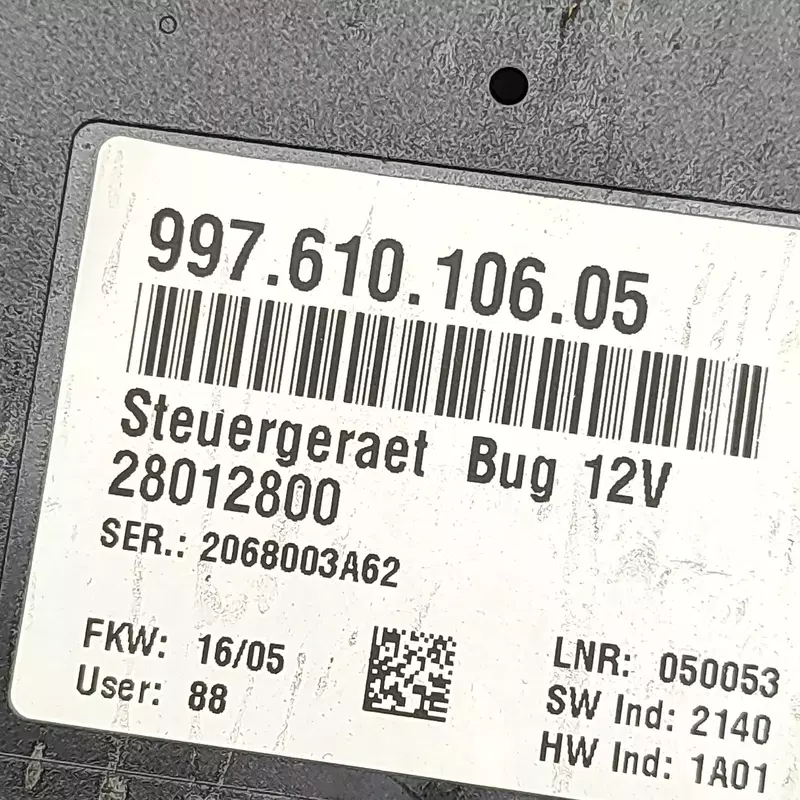 997.610.106.05
Steuergeraet Bug 12V
28012800
SER.: 2068003A62
FKW: 16/05
User: 88
LNR: 050053
SW Ind: 2140
HW Ind: 1A01